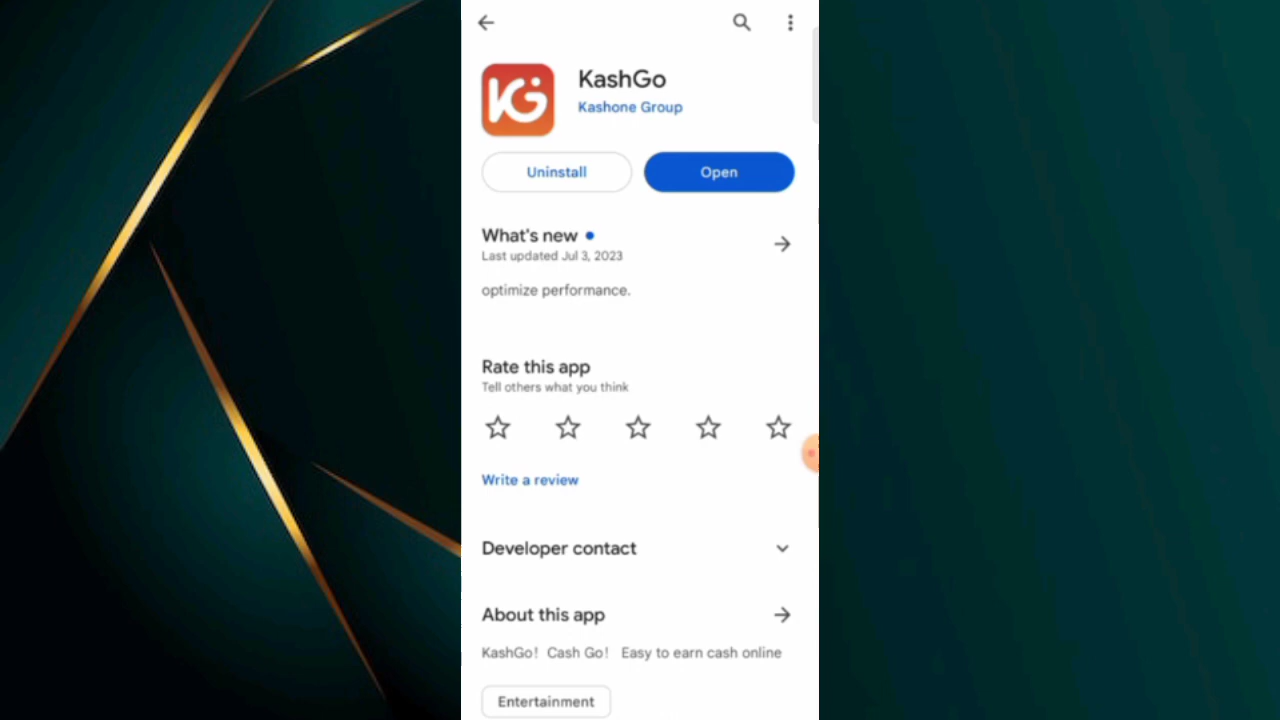 KG
KashGo
Kashone Group
Uninstall
Open
What's new
Last updated Jul 3, 2023
optimize performance.
Rate this app
Tell others what you think
Write a review
Developer contact
About this app
KashGo! Cash Go! Easy to earn cash online
Entertainment